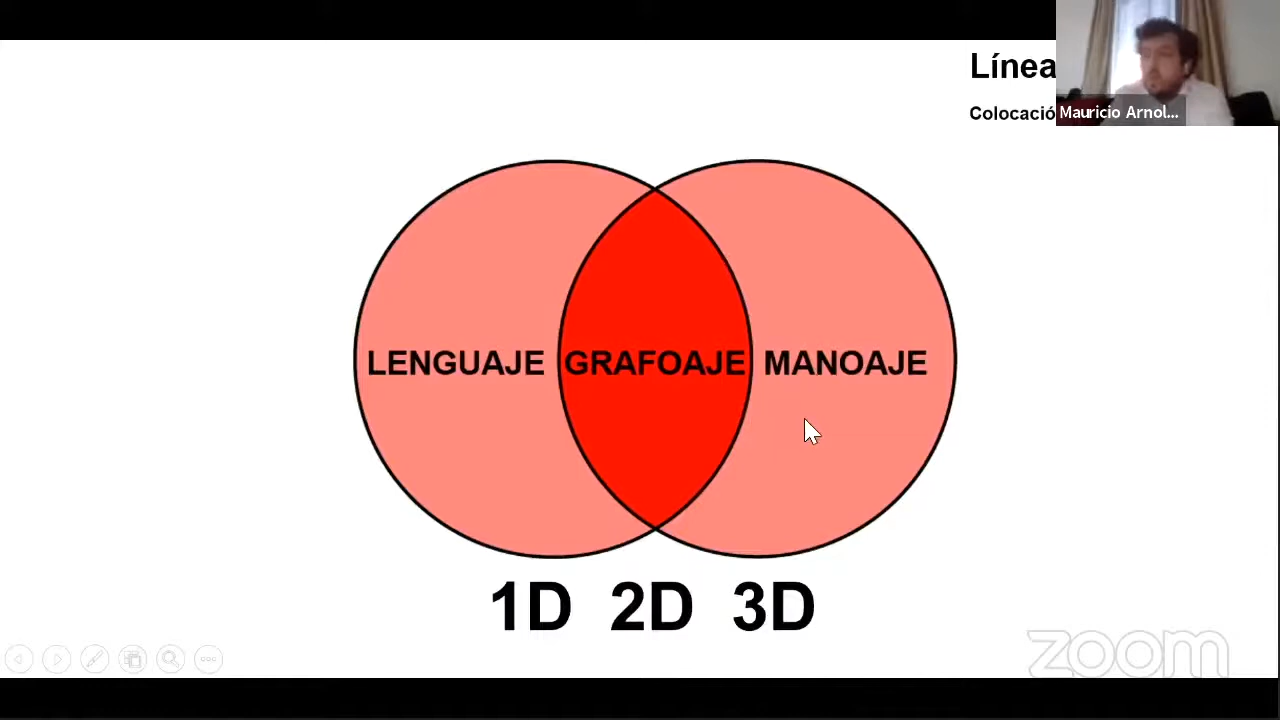 Línea
Colocació
Mauricio Arnol...
LENGUAJE GRAFOAJE MANOAJE
1D 2D 3D
zoom